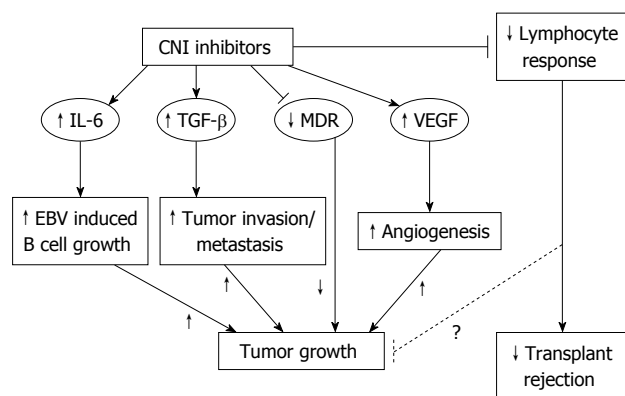 CNI inhibitors
↓ Lymphocyte
response
↑ IL-6
↑ TGF-β
↓ MDR
↑ VEGF
↑ EBV induced
B cell growth
↑ Tumor invasion/
metastasis
↑ Angiogenesis
↑
↑
↓
↑
?
Tumor growth
↓ Transplant
rejection